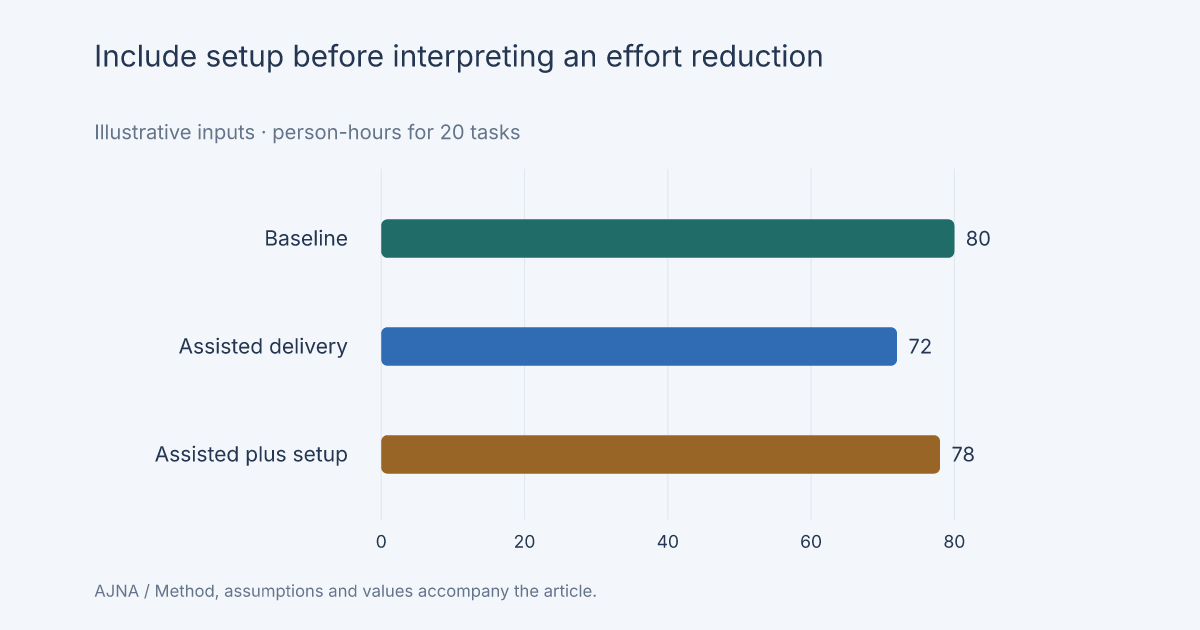 Include setup before interpreting an effort reduction
Illustrative inputs · person-hours for 20 tasks
Baseline
80
Assisted delivery
72
Assisted plus setup
78
0 20 40 60 80
AJNA / Method, assumptions and values accompany the article.